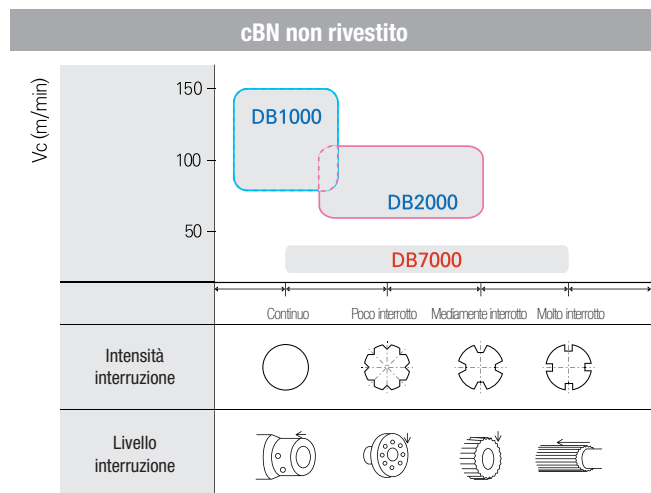 cBN non rivestito
Vc (m/min)
150
DB1000
100
DB2000
50
DB7000
Continuo
Poco interrotto
Mediamente interrotto
Molto interrotto
Intensità
interruzione
Livello
interruzione